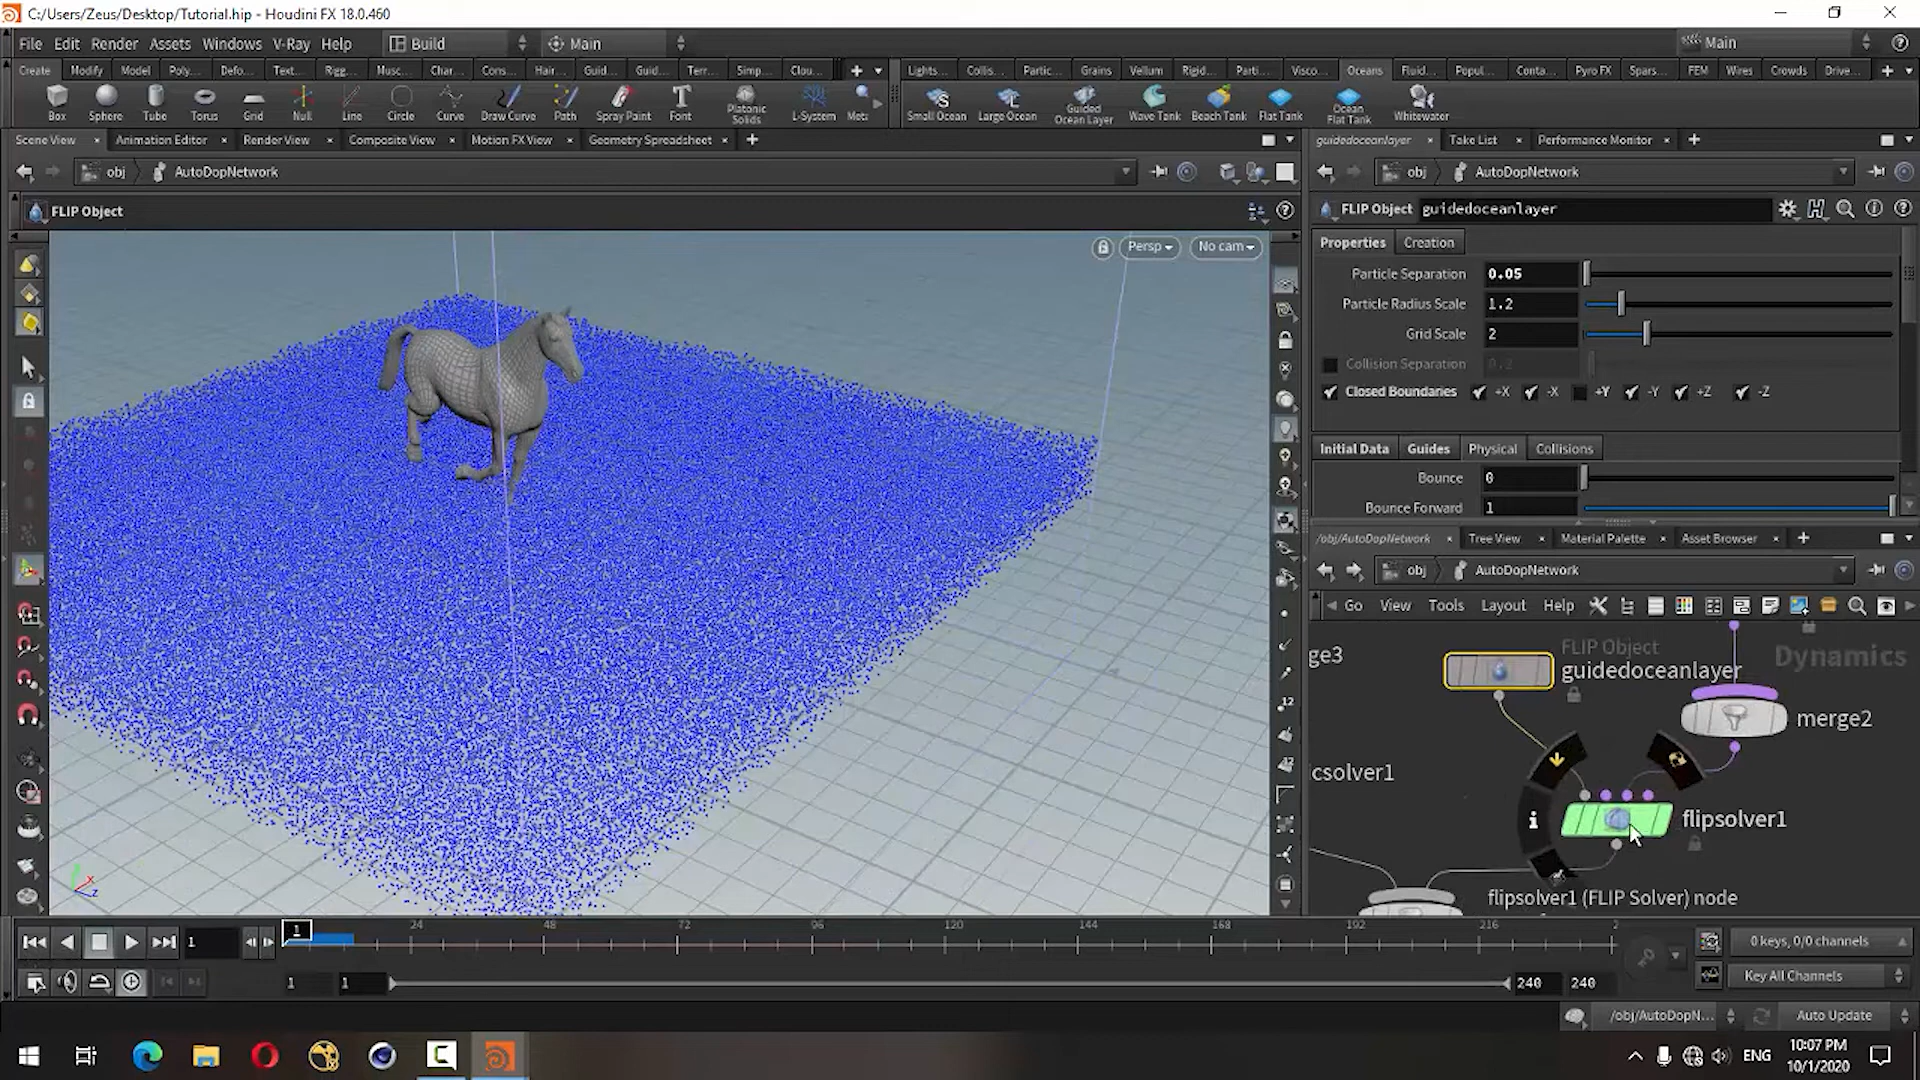 C:/Users/Zeus/Desktop/Tutorial.hip - Houdini FX 18.0.460
File Edit Render Assets Windows V-Ray Help Build Main Main
Create Modify Model Poly... Defo... Text... Rigg... Musc... Char... Cons... Hair... Guid... Guid... Terr... Simp... Clou...
Lights... Collis... Partic... Grains Vellum Rigid... Parti... Visco... Oceans Fluid... Popul... Conta... Pyro FX Spars... FEM Wires Crowds Drive...
Box Sphere Tube Torus Grid Null Line Circle Curve Draw Curve Path Spray Paint Font Platonic Solids L-System Meta
Small Ocean Large Ocean Guided Ocean Layer Wave Tank Beach Tank Flat Tank Ocean Flat Tank Whitewater
Scene View Animation Editor Render View Composite View Motion FX View Geometry Spreadsheet
guidedoceanlayer Take List Performance Monitor
obj AutoDopNetwork
obj AutoDopNetwork
FLIP Object
FLIP Object guidedoceanlayer
Persp No cam
Properties Creation
Particle Separation 0.05
Particle Radius Scale 1.2
Grid Scale 2
Collision Separation 0.2
Closed Boundaries +X -X +Y -Y +Z -Z
Initial Data Guides Physical Collisions
Bounce 0
Bounce Forward 1
/obj/AutoDopNetwork Tree View Material Palette Asset Browser
obj AutoDopNetwork
Go View Tools Layout Help
ge3
FLIP Object
guidedoceanlayer
Dynamics
merge2
csolver1
flipsolver1
flipsolver1 (FLIP Solver) node
1 1 24 48 72 96 120 144 168 192 216 2
0 keys, 0/0 channels
1 1 240 240
Key All Channels
/obj/AutoDopN... Auto Update
ENG
10:07 PM
10/1/2020